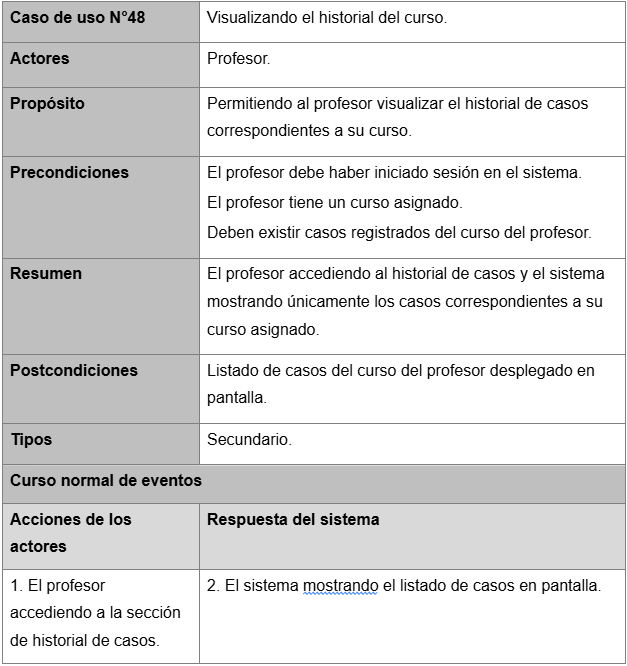 Caso de uso N°48
Visualizando el historial del curso.
Actores
Profesor.
Propósito
Permitiendo al profesor visualizar el historial de casos
correspondientes a su curso.
Precondiciones
El profesor debe haber iniciado sesión en el sistema.
El profesor tiene un curso asignado.
Deben existir casos registrados del curso del profesor.
Resumen
El profesor accediendo al historial de casos y el sistema
mostrando únicamente los casos correspondientes a su
curso asignado.
Postcondiciones
Listado de casos del curso del profesor desplegado en
pantalla.
Tipos
Secundario.
Curso normal de eventos
Acciones de los
actores
Respuesta del sistema
1. El profesor
accediendo a la sección
de historial de casos.
2. El sistema mostrando el listado de casos en pantalla.